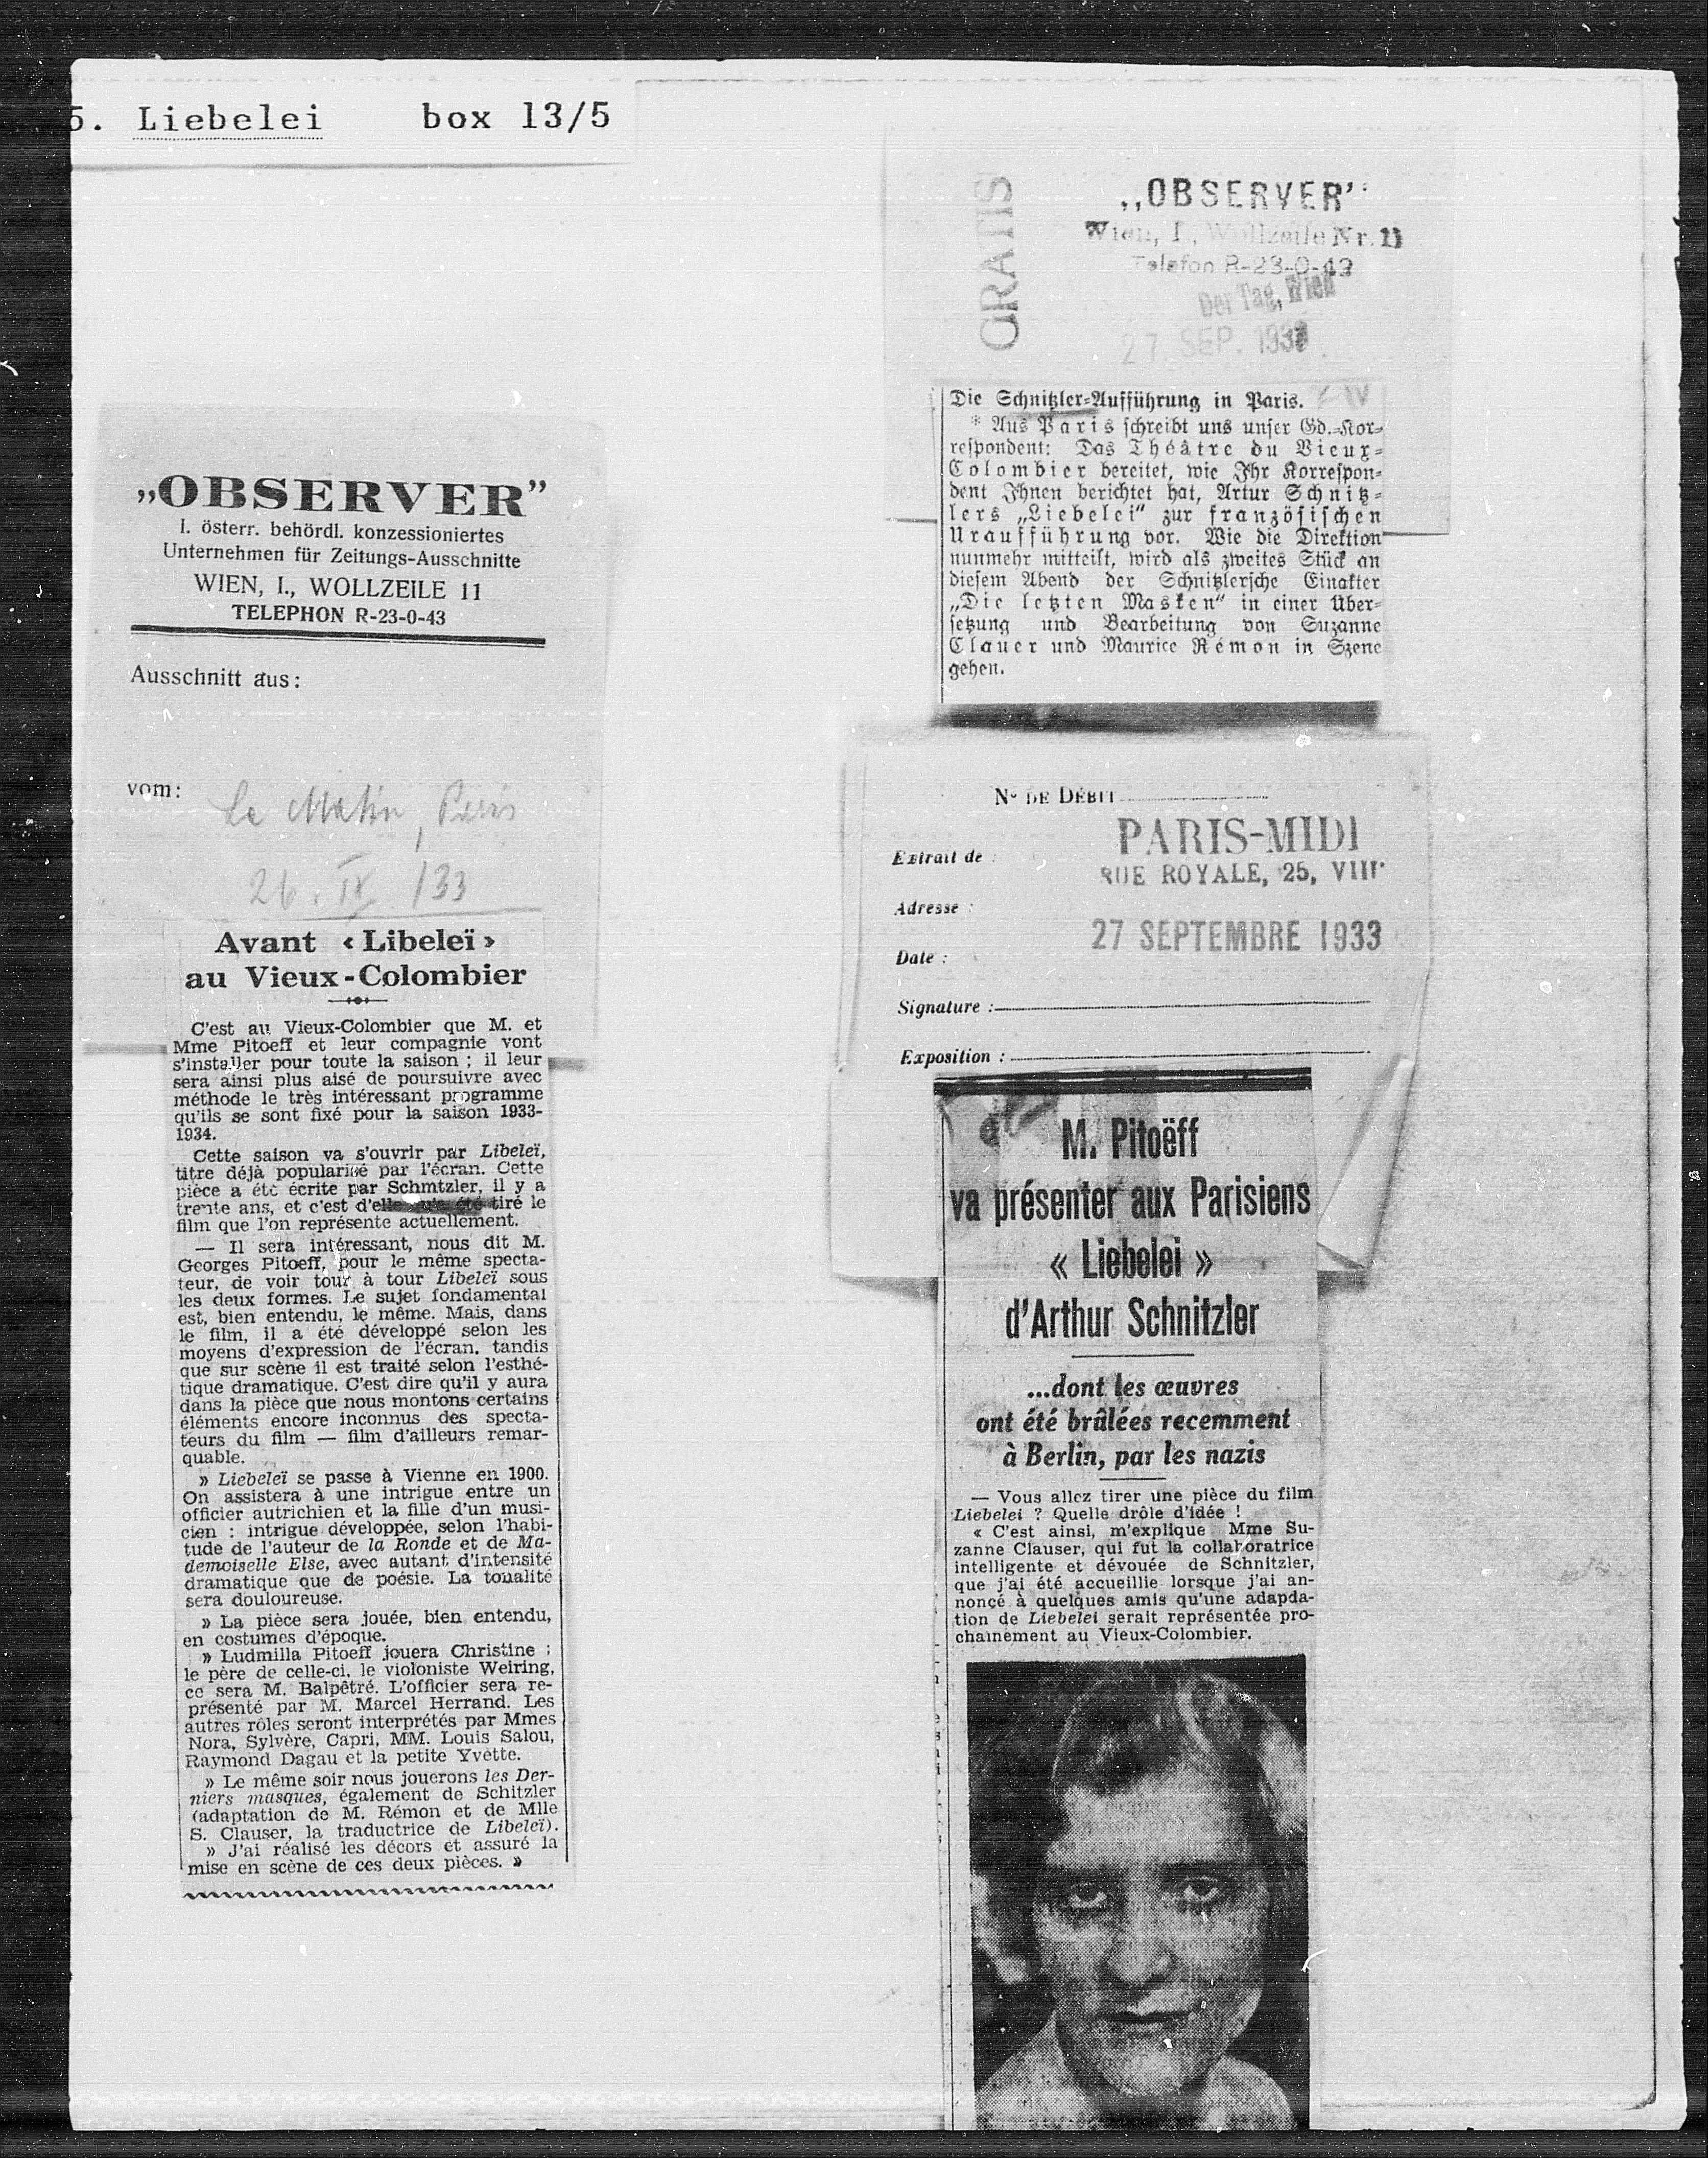 5. Liebelei box 13/5
„OBSERVER”
I. österr. behördl. konzessioniertes
Unternehmen für Zeitungs-Ausschnitte
WIEN, I., WOLLZEILE 11
TELEPHON R-23-0-43
Ausschnitt aus:
vom:
Le Matin, Paris
26. IX /33
Avant « Libeleï »
au Vieux-Colombier
C'est au Vieux-Colombier que M. et
Mme Pitoeff et leur compagnie vont
s'installer pour toute la saison ; il leur
sera ainsi plus aisé de poursuivre avec
méthode le très intéressant programme
qu'ils se sont fixé pour la saison 1933-
1934.
Cette saison va s'ouvrir par Libeleï,
titre déjà popularisé par l'écran. Cette
pièce a été écrite par Schmtzler, il y a
trente ans, et c'est d'elle qu'a été tiré le
film que l'on représente actuellement.
— Il sera intéressant, nous dit M.
Georges Pitoeff, pour le même specta-
teur, de voir tour à tour Libeleï sous
les deux formes. Le sujet fondamental
est, bien entendu, le même. Mais, dans
le film, il a été développé selon les
moyens d'expression de l'écran, tandis
que sur scène il est traité selon l'esthé-
tique dramatique. C'est dire qu'il y aura
dans la pièce que nous montons certains
éléments encore inconnus des specta-
teurs du film — film d'ailleurs remar-
quable.
» Liebeleï se passe à Vienne en 1900.
On assistera à une intrigue entre un
officier autrichien et la fille d'un musi-
cien : intrigue développée, selon l'habi-
tude de l'auteur de la Ronde et de Ma-
demoiselle Else, avec autant d'intensité
dramatique que de poésie. La tonalité
sera douloureuse.
» La pièce sera jouée, bien entendu,
en costumes d'époque.
» Ludmilla Pitoeff jouera Christine ;
le père de celle-ci, le violoniste Weiring,
ce sera M. Balpêtré. L'officier sera re-
présenté par M. Marcel Herrand. Les
autres rôles seront interprétés par Mmes
Nora, Sylvère, Capri, MM. Louis Salou,
Raymond Dagau et la petite Yvette.
» Le même soir nous jouerons les Der-
niers masques, également de Schitzler
(adaptation de M. Rémon et de Mlle
S. Clauser, la traductrice de Libeleï).
» J'ai réalisé les décors et assuré la
mise en scène de ces deux pièces. »
GRATIS
„OBSERVER”
Wien, I., Wollzeile Nr. 11
Telefon R-23-0-43
Der Tag, Wien
27. SEP. 193
Die Schnitzler-Aufführung in Paris.
* Aus Paris schreibt uns unser Gd.-Kor-
respondent: Das Théâtre du Vieux-
Colombier bereitet, wie Ihr Korrespon-
dent Ihnen berichtet hat, Artur Schnitz-
lers „Liebelei“ zur französischen
Uraufführung vor. Wie die Direktion
nunmehr mitteilt, wird als zweites Stück an
diesem Abend der Schnitzlersche Einakter
„Die letzten Masken“ in einer Über-
setzung und Bearbeitung von Suzanne
Clauer und Maurice Rémon in Szene
gehen.
No DE DÉBIT
Extrait de :
PARIS-MIDI
RUE ROYALE, 25, VIIIe
Adresse :
27 SEPTEMBRE 1933
Date :
Signature :
Exposition :
M. Pitoëff
va présenter aux Parisiens
« Liebelei »
d'Arthur Schnitzler
...dont les œuvres
ont été brûlées recemment
à Berlin, par les nazis
— Vous allez tirer une pièce du film
Liebelei ? Quelle drôle d'idée !
« C'est ainsi, m'explique Mme Su-
zanne Clauser, qui fut la collaboratrice
intelligente et dévouée de Schnitzler,
que j'ai été accueillie lorsque j'ai an-
noncé à quelques amis qu'une adapda-
tion de Liebelei serait représentée pro-
chainement au Vieux-Colombier.